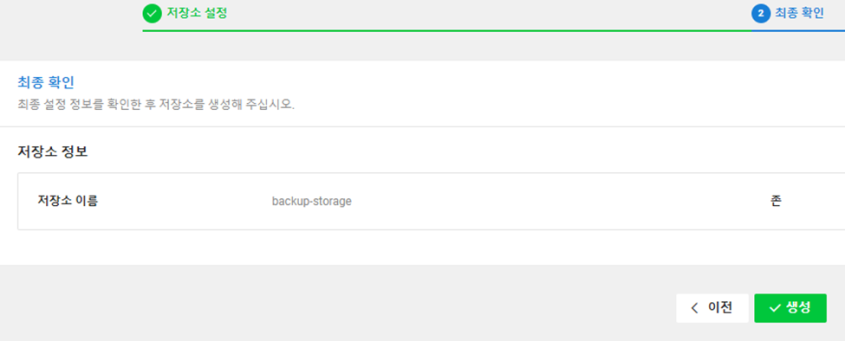 저장소 설정
2 최종 확인
최종 확인
최종 설정 정보를 확인한 후 저장소를 생성해 주십시오.
저장소 정보
저장소 이름 backup-storage 존
이전 생성